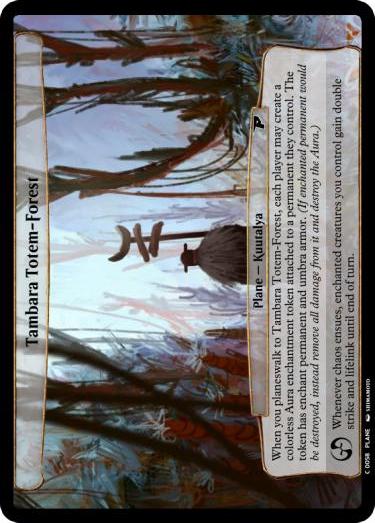 Tambara Totem-Forest
Plane — Kuutalya
When you planeswalk to Tambara Totem-Forest, each player may create a
colorless Aura enchantment token attached to a permanent they control. The
token has enchant permanent and umbra armor. (If enchanted permanent would
be destroyed, instead remove all damage from it and destroy the Aura.)
Whenever chaos ensues, enchanted creatures you control gain double
strike and lifelink until end of turn.
C 0058 PLANE SHIWAMOTO